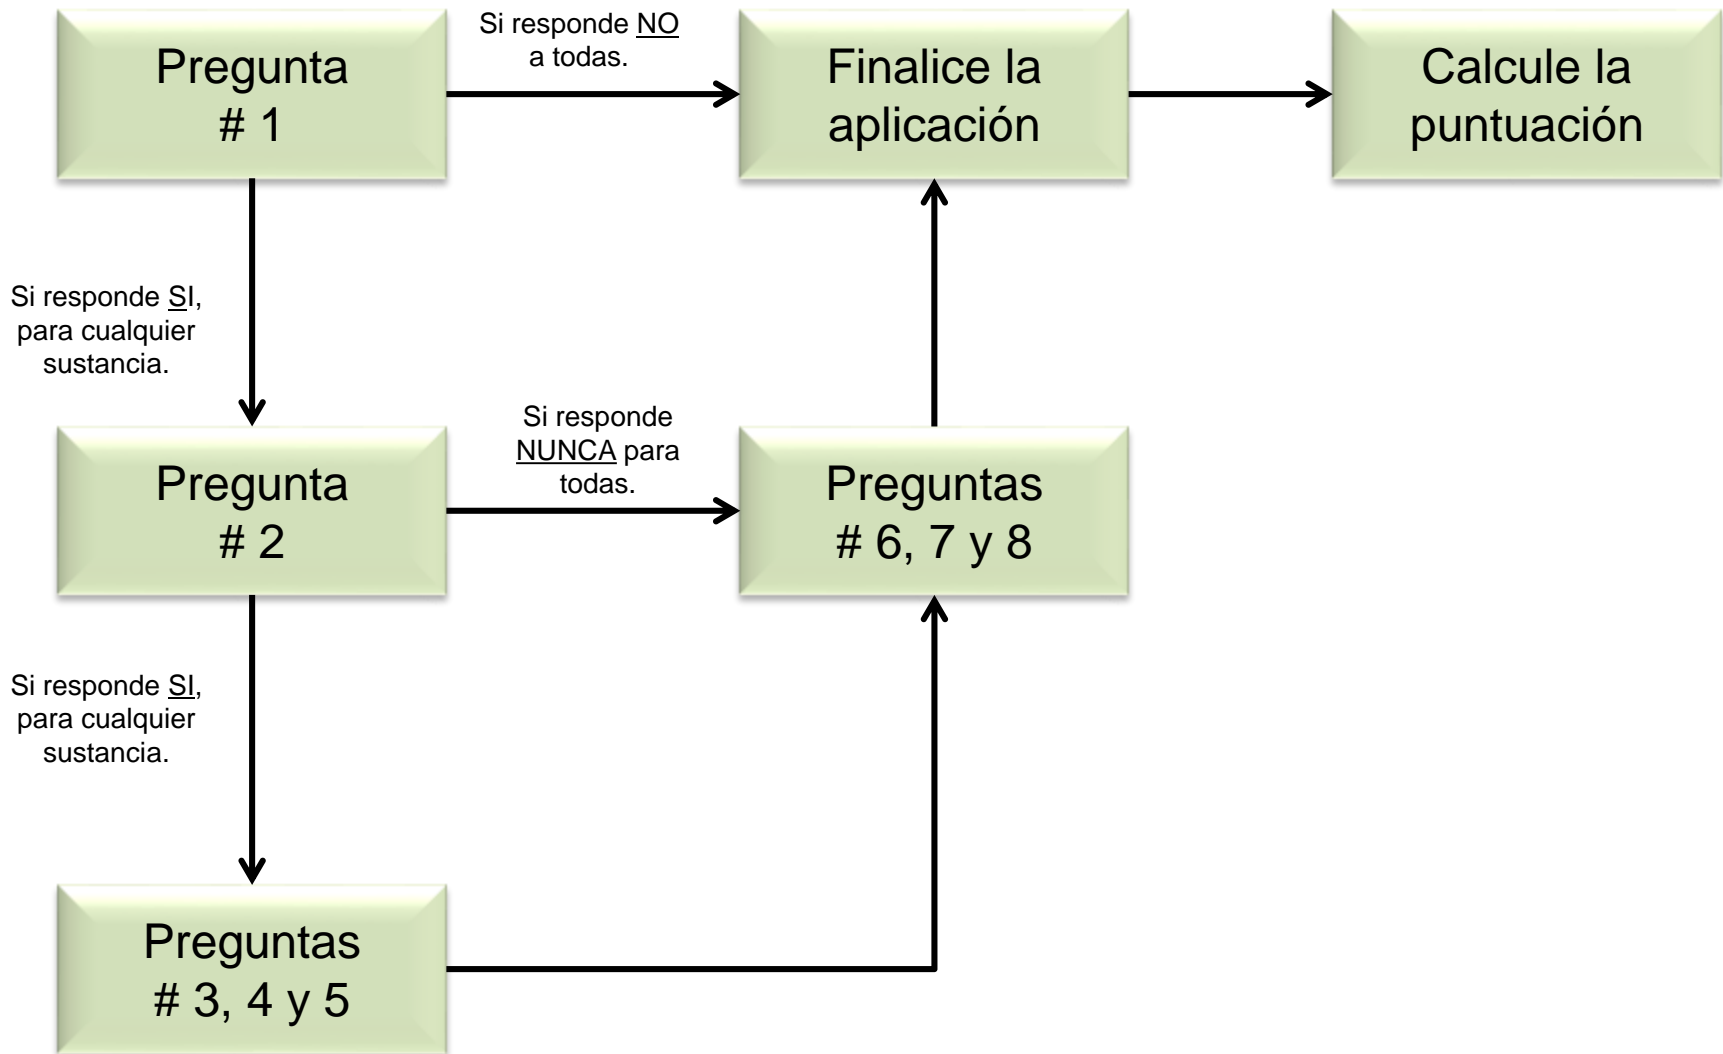 Pregunta
# 1
Si responde NO
a todas.
Finalice la
aplicación
Calcule la
puntuación
Si responde SI,
para cualquier
sustancia.
Pregunta
# 2
Si responde
NUNCA para
todas.
Preguntas
# 6, 7 y 8
Si responde SI,
para cualquier
sustancia.
Preguntas
# 3, 4 y 5